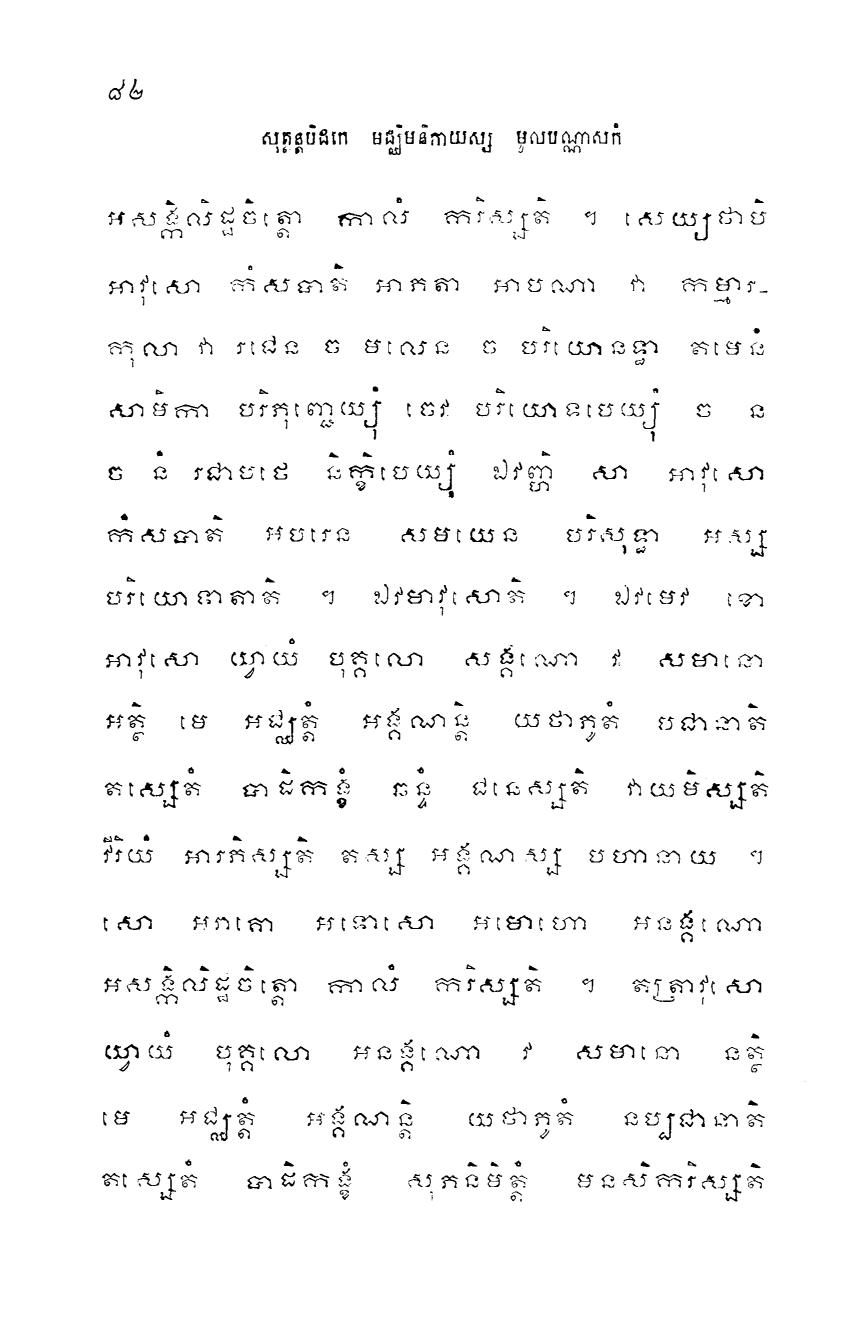 ៨៤
សុត្តន្តបិដកេ មជ្ឈិមនិកាយស្ស មូលបណ្ណាសកំ
អសង្កិលិដ្ឋចិត្តោ កាលំ ករិស្សតិ ។ សេយ្យថាបិ
អាវុសោ កំសបាតិ អាភតា អាបណា វា កម្មារ-
កុលា វា រជេន ច មលេន ច បរិយោនទ្ធា តមេនំ
សាមិកា បរិភុញ្ជេយ្យុំ ចេវ បរិយោទបេយ្យុំ ច ន
ច នំ រជាបថេ និក្ខិបេយ្យុំ ឯវញ្ហិ សា អាវុសោ
កំសបាតិ អបរេន សមយេន បរិសុទ្ធា អស្ស
បរិយោទាតាតិ ។ ឯវមាវុសោតិ ។ ឯវមេវ ខោ
អាវុសោ យ្វាយំ បុគ្គលោ សង្គណោ វ សមានោ
អត្ថិ មេ អជ្ឈត្តំ អង្គណន្តិ យថាភូតំ បជានាតិ
តស្សេតំ បាដិកង្ខំ ឆន្ទំ ជនេស្សតិ វាយមិស្សតិ
វីរិយំ អារភិស្សតិ តស្ស អង្គណស្ស បហានាយ ។
សោ អរាគោ អទោសោ អមោហោ អនង្គណោ
អសង្កិលិដ្ឋចិត្តោ កាលំ ករិស្សតិ ។ តត្រាវុសោ
យ្វាយំ បុគ្គលោ អនង្គណោ វ សមានោ នត្ថិ
មេ អជ្ឈត្តំ អង្គណន្តិ យថាភូតំ នប្បជានាតិ
តស្សេតំ បាដិកង្ខំ សុភនិមិត្តំ មនសិករិស្សតិ